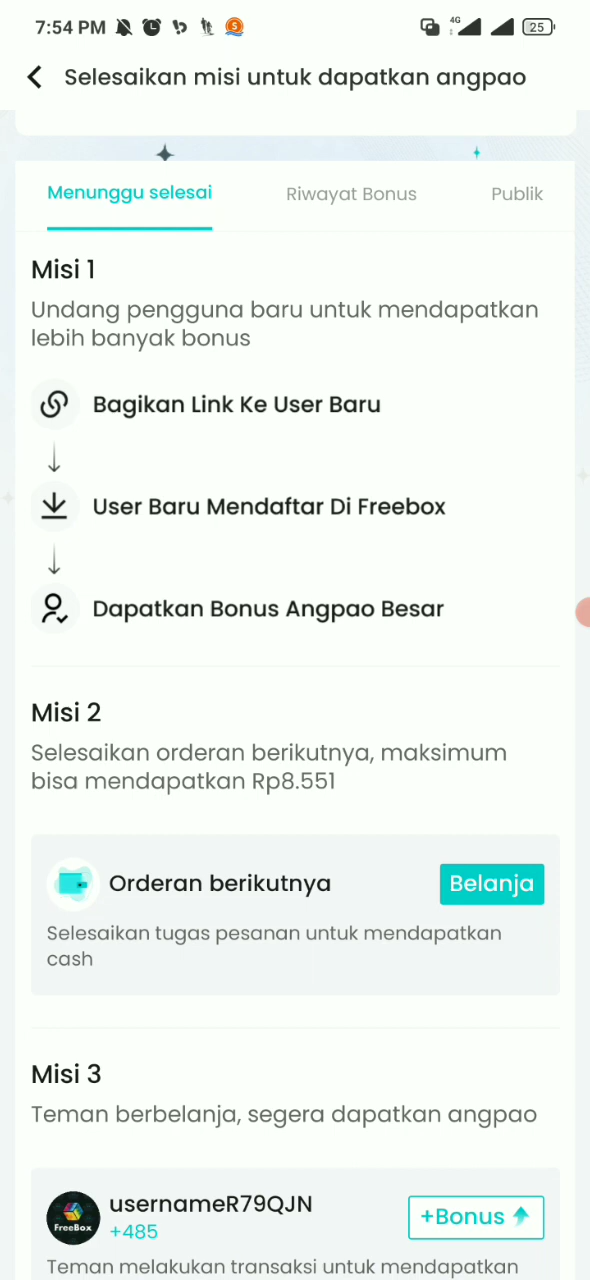 7:54 PM
4G
25
Selesaikan misi untuk dapatkan angpao
Menunggu selesai
Riwayat Bonus
Publik
Misi 1
Undang pengguna baru untuk mendapatkan
lebih banyak bonus
Bagikan Link Ke User Baru
User Baru Mendaftar Di Freebox
Dapatkan Bonus Angpao Besar
Misi 2
Selesaikan orderan berikutnya, maksimum
bisa mendapatkan Rp8.551
Orderan berikutnya
Belanja
Selesaikan tugas pesanan untuk mendapatkan
cash
Misi 3
Teman berbelanja, segera dapatkan angpao
FreeBox
usernameR79QJN
+485
+Bonus
Teman melakukan transaksi untuk mendapatkan